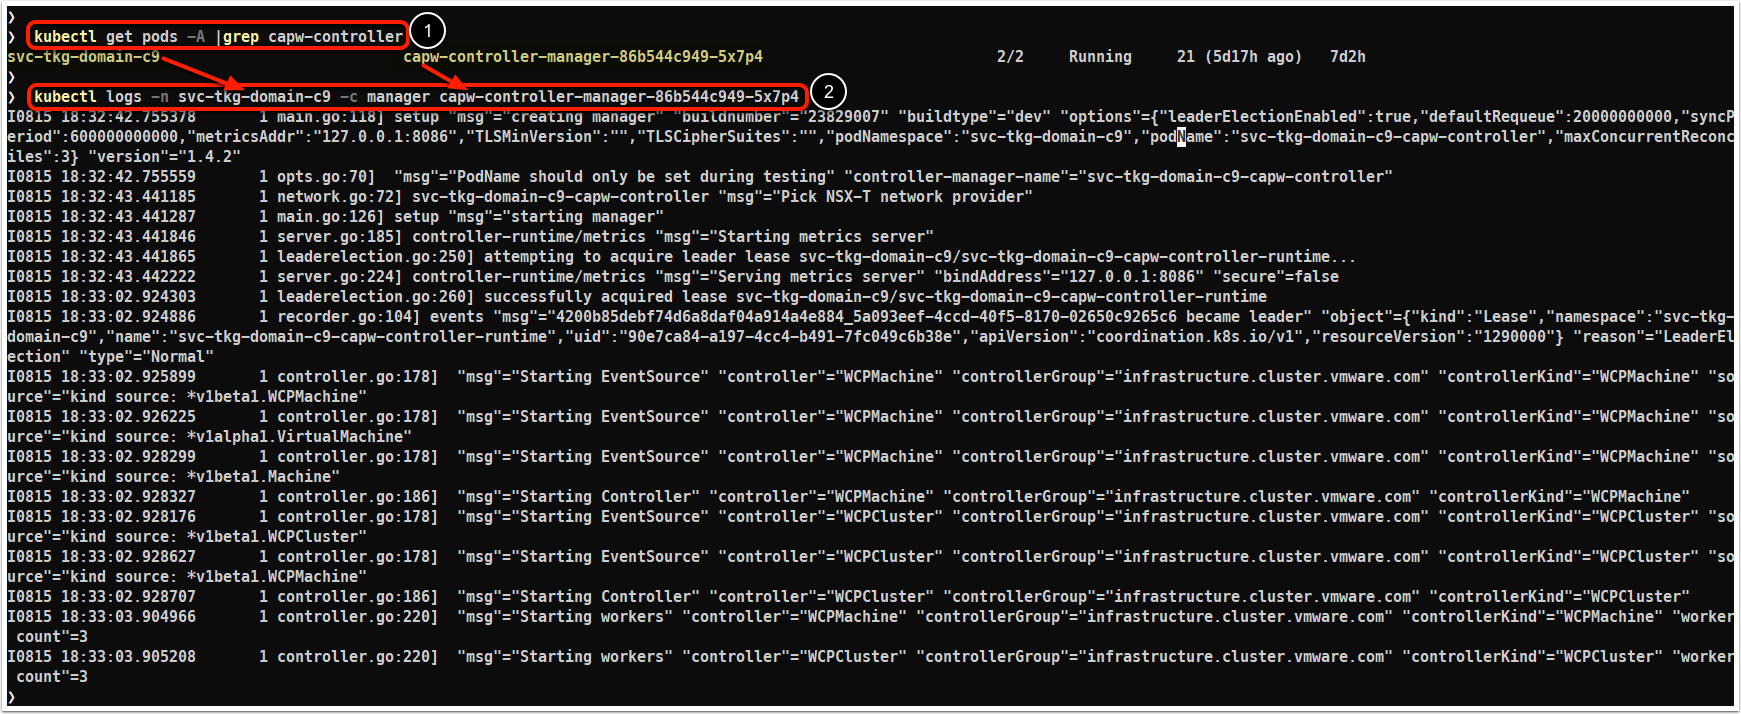 ❯
❯ kubectl get pods -A |grep capw-controller 1
svc-tkg-domain-c9 capw-controller-manager-86b544c949-5x7p4 2/2 Running 21 (5d17h ago) 7d2h
❯
❯ kubectl logs -n svc-tkg-domain-c9 -c manager capw-controller-manager-86b544c949-5x7p4 2
I0815 18:32:42.755378 1 main.go:118] setup "msg"="creating manager" "buildnumber"="23829007" "buildtype"="dev" "options"={"leaderElectionEnabled":true,"defaultRequeue":20000000000,"syncP
eriod":600000000000,"metricsAddr":"127.0.0.1:8086","TLSMinVersion":"","TLSCipherSuites":"","podNamespace":"svc-tkg-domain-c9","podName":"svc-tkg-domain-c9-capw-controller","maxConcurrentReconc
iles":3} "version"="1.4.2"
I0815 18:32:42.755559 1 opts.go:70] "msg"="PodName should only be set during testing" "controller-manager-name"="svc-tkg-domain-c9-capw-controller"
I0815 18:32:43.441185 1 network.go:72] svc-tkg-domain-c9-capw-controller "msg"="Pick NSX-T network provider"
I0815 18:32:43.441287 1 main.go:126] setup "msg"="starting manager"
I0815 18:32:43.441846 1 server.go:185] controller-runtime/metrics "msg"="Starting metrics server"
I0815 18:32:43.441865 1 leaderelection.go:250] attempting to acquire leader lease svc-tkg-domain-c9/svc-tkg-domain-c9-capw-controller-runtime...
I0815 18:32:43.442222 1 server.go:224] controller-runtime/metrics "msg"="Serving metrics server" "bindAddress"="127.0.0.1:8086" "secure"=false
I0815 18:33:02.924303 1 leaderelection.go:260] successfully acquired lease svc-tkg-domain-c9/svc-tkg-domain-c9-capw-controller-runtime
I0815 18:33:02.924886 1 recorder.go:104] events "msg"="4200b85debf74d6a8daf04a914a4e884_5a093eef-4ccd-40f5-8170-02650c9265c6 became leader" "object"={"kind":"Lease","namespace":"svc-tkg-
domain-c9","name":"svc-tkg-domain-c9-capw-controller-runtime","uid":"90e7ca84-a197-4cc4-b491-7fc049c6b38e","apiVersion":"coordination.k8s.io/v1","resourceVersion":"1290000"} "reason"="LeaderEl
ection" "type"="Normal"
I0815 18:33:02.925899 1 controller.go:178] "msg"="Starting EventSource" "controller"="WCPMachine" "controllerGroup"="infrastructure.cluster.vmware.com" "controllerKind"="WCPMachine" "so
urce"="kind source: *v1beta1.WCPMachine"
I0815 18:33:02.926225 1 controller.go:178] "msg"="Starting EventSource" "controller"="WCPMachine" "controllerGroup"="infrastructure.cluster.vmware.com" "controllerKind"="WCPMachine" "so
urce"="kind source: *v1alpha1.VirtualMachine"
I0815 18:33:02.928299 1 controller.go:178] "msg"="Starting EventSource" "controller"="WCPMachine" "controllerGroup"="infrastructure.cluster.vmware.com" "controllerKind"="WCPMachine" "so
urce"="kind source: *v1beta1.Machine"
I0815 18:33:02.928327 1 controller.go:186] "msg"="Starting Controller" "controller"="WCPMachine" "controllerGroup"="infrastructure.cluster.vmware.com" "controllerKind"="WCPMachine"
I0815 18:33:02.928176 1 controller.go:178] "msg"="Starting EventSource" "controller"="WCPCluster" "controllerGroup"="infrastructure.cluster.vmware.com" "controllerKind"="WCPCluster" "so
urce"="kind source: *v1beta1.WCPCluster"
I0815 18:33:02.928627 1 controller.go:178] "msg"="Starting EventSource" "controller"="WCPCluster" "controllerGroup"="infrastructure.cluster.vmware.com" "controllerKind"="WCPCluster" "so
urce"="kind source: *v1beta1.WCPMachine"
I0815 18:33:02.928707 1 controller.go:186] "msg"="Starting Controller" "controller"="WCPCluster" "controllerGroup"="infrastructure.cluster.vmware.com" "controllerKind"="WCPCluster"
I0815 18:33:03.904966 1 controller.go:220] "msg"="Starting workers" "controller"="WCPMachine" "controllerGroup"="infrastructure.cluster.vmware.com" "controllerKind"="WCPMachine" "worker
count"=3
I0815 18:33:03.905208 1 controller.go:220] "msg"="Starting workers" "controller"="WCPCluster" "controllerGroup"="infrastructure.cluster.vmware.com" "controllerKind"="WCPCluster" "worker
count"=3
❯